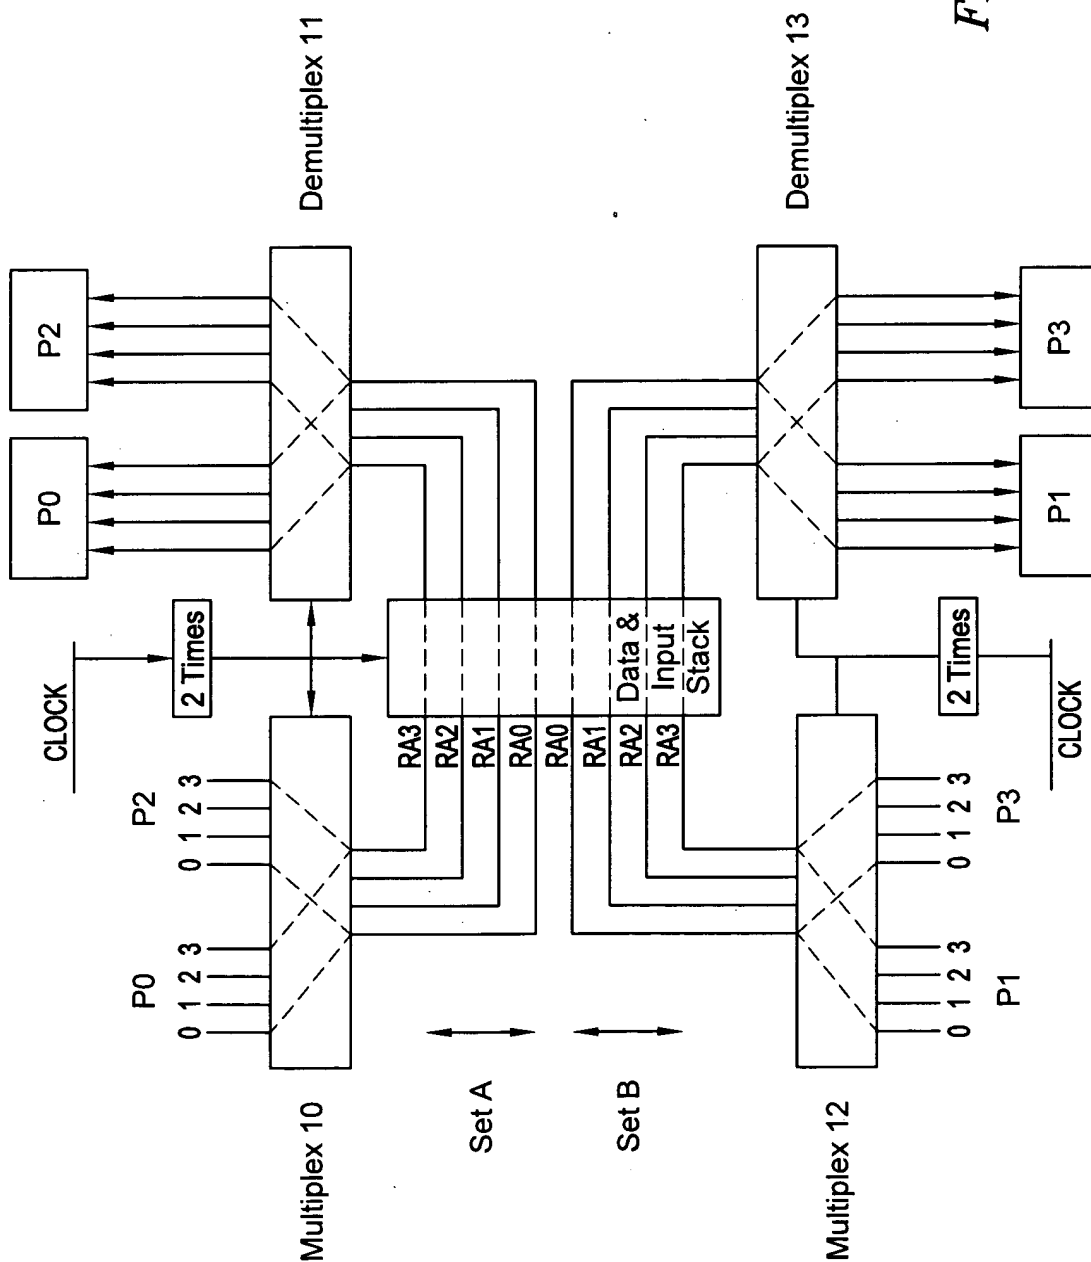 Multiplex 10
Demultiplex 11
P0
0 1 2 3
P2
0 1 2 3
CLOCK
2 Times
P0
P2
Set A
RA3
RA2
RA1
RA0
Set B
RA0
RA1
RA2
RA3
Data &
Input
Stack
Multiplex 12
Demultiplex 13
0 1 2 3
P1
0 1 2 3
P3
2 Times
CLOCK
P1
P3